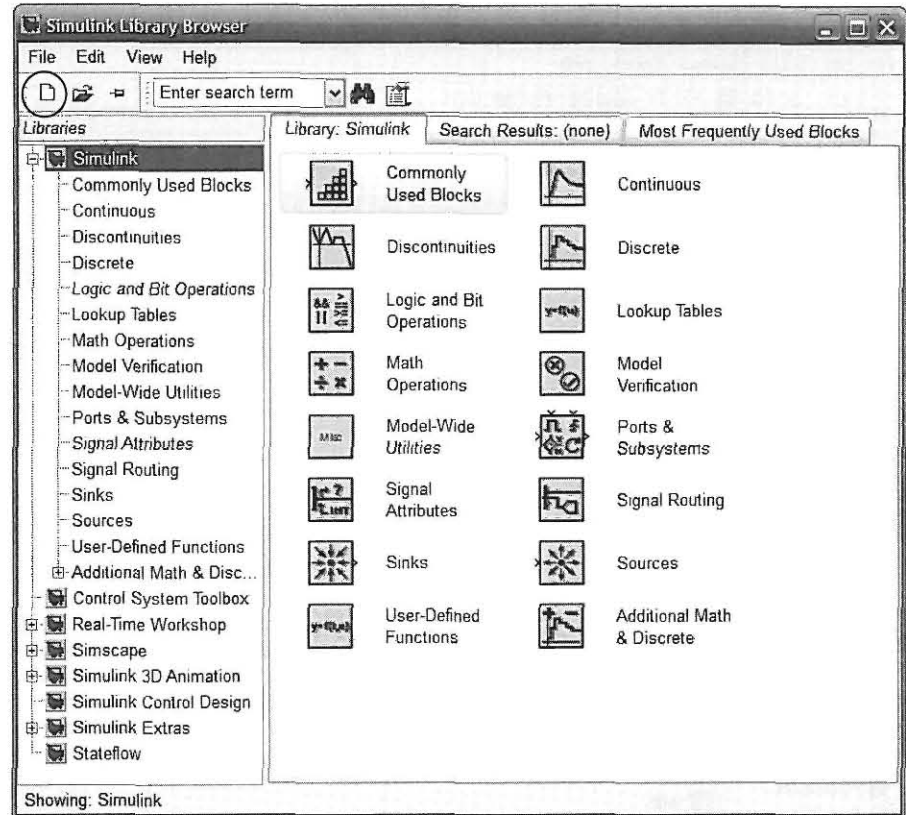 Simulink Library Browser
File Edit View Help
Enter search term
Libraries
Library: Simulink
Search Results: (none)
Most Frequently Used Blocks
Simulink
Commonly Used Blocks
Continuous
Discontinuities
Discrete
Logic and Bit Operations
Lookup Tables
Math Operations
Model Verification
Model-Wide Utilities
Ports & Subsystems
Signal Attributes
Signal Routing
Sinks
Sources
User-Defined Functions
Additional Math & Disc...
Control System Toolbox
Real-Time Workshop
Simscape
Simulink 3D Animation
Simulink Control Design
Simulink Extras
Stateflow
Commonly
Used Blocks
Continuous
Discontinuities
Discrete
Logic and Bit
Operations
y=f(u)
Lookup Tables
Math
Operations
Model
Verification
Misc
Model-Wide
Utilities
Ports &
Subsystems
Signal
Attributes
Signal Routing
Sinks
Sources
User-Defined
Functions
Additional Math
& Discrete
Showing: Simulink